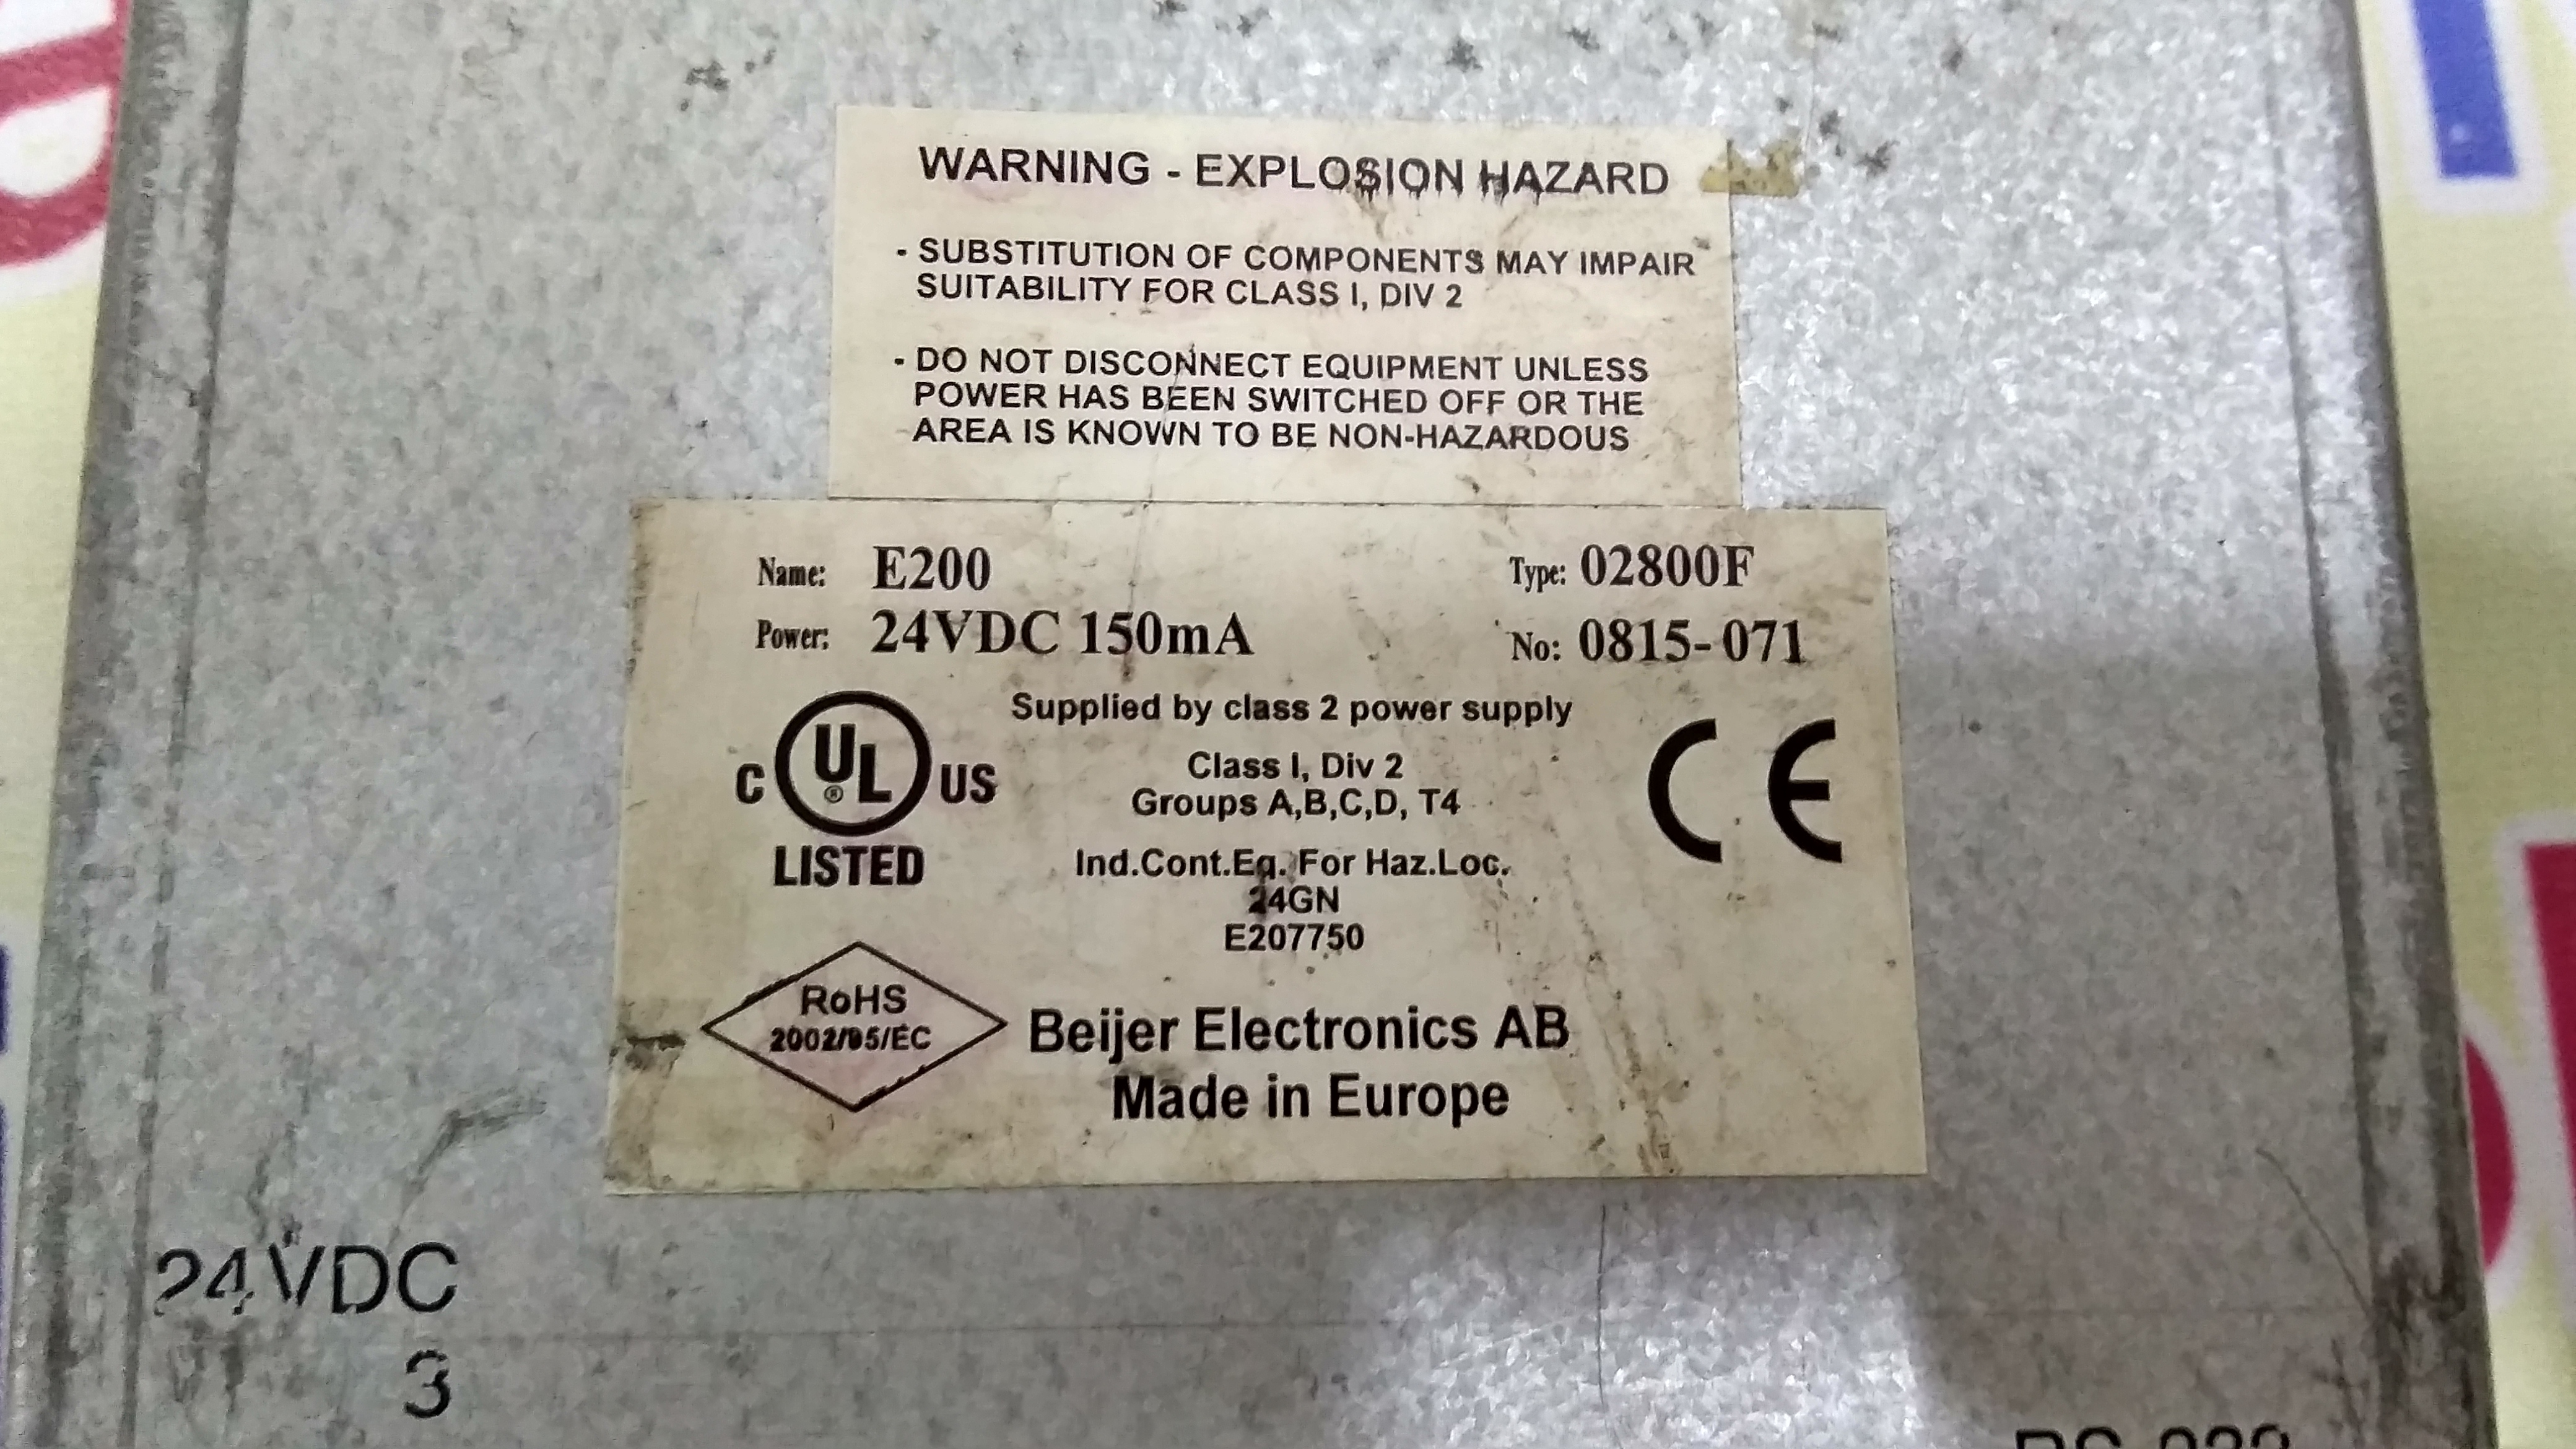 WARNING - EXPLOSION HAZARD
- SUBSTITUTION OF COMPONENTS MAY IMPAIR
SUITABILITY FOR CLASS I, DIV 2
- DO NOT DISCONNECT EQUIPMENT UNLESS
POWER HAS BEEN SWITCHED OFF OR THE
AREA IS KNOWN TO BE NON-HAZARDOUS
Name: E200 Type: 02800F
Power: 24VDC 150mA No: 0815-071
Supplied by class 2 power supply
C UL® US
LISTED
Class I, Div 2
Groups A,B,C,D, T4
CE
Ind.Cont.Eq. For Haz.Loc.
24GN
E207750
RoHS
2002/95/EC
Beijer Electronics AB
Made in Europe
24VDC
3